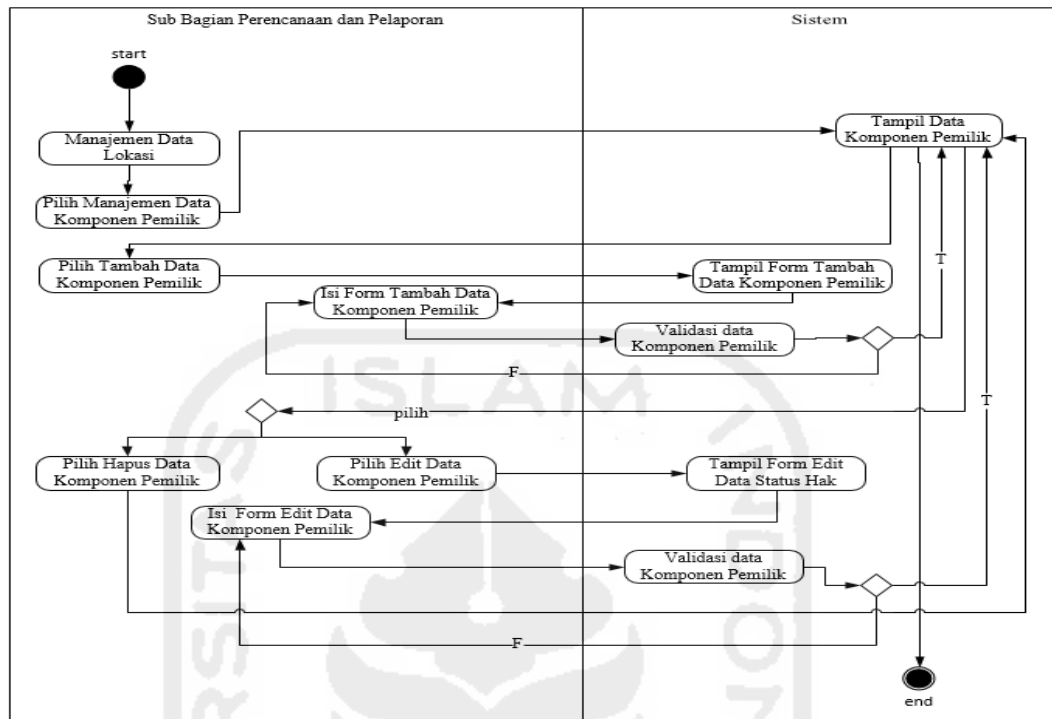 Sub Bagian Perencanaan dan Pelaporan
Sistem
start
Manajemen Data
Lokasi
Tampil Data
Komponen Pemilik
Pilih Manajemen Data
Komponen Pemilik
Pilih Tambah Data
Komponen Pemilik
Tampil Form Tambah
Data Komponen Pemilik
T
Isi Form Tambah Data
Komponen Pemilik
Validasi data
Komponen Pemilik
F
ISLAM
pilih
T
Pilih Hapus Data
Komponen Pemilik
Pilih Edit Data
Komponen Pemilik
Tampil Form Edit
Data Status Hak
Isi Form Edit Data
Komponen Pemilik
Validasi data
Komponen Pemilik
F
end